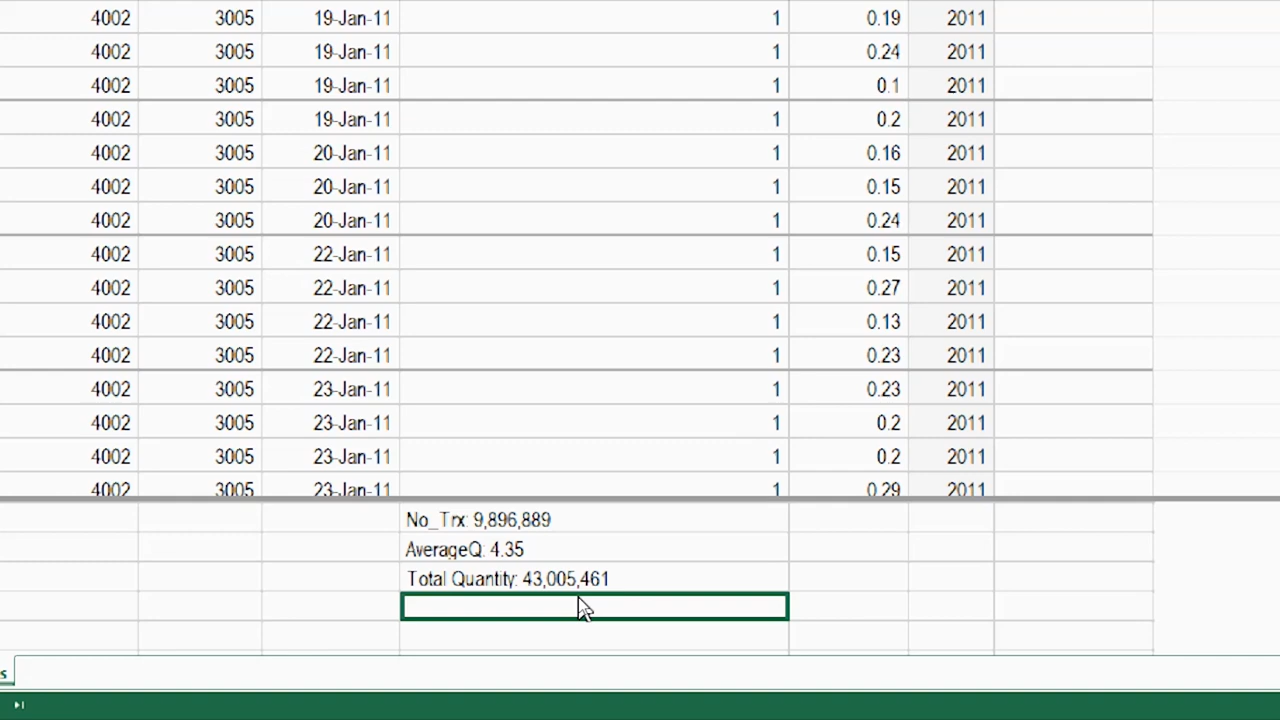 4002 3005 19-Jan-11 1 0.19 2011
4002 3005 19-Jan-11 1 0.24 2011
4002 3005 19-Jan-11 1 0.1 2011
4002 3005 19-Jan-11 1 0.2 2011
4002 3005 20-Jan-11 1 0.16 2011
4002 3005 20-Jan-11 1 0.15 2011
4002 3005 20-Jan-11 1 0.24 2011
4002 3005 22-Jan-11 1 0.15 2011
4002 3005 22-Jan-11 1 0.27 2011
4002 3005 22-Jan-11 1 0.13 2011
4002 3005 22-Jan-11 1 0.23 2011
4002 3005 23-Jan-11 1 0.23 2011
4002 3005 23-Jan-11 1 0.2 2011
4002 3005 23-Jan-11 1 0.2 2011
4002 3005 23-Jan-11 1 0.29 2011
No_Trx: 9,896,889
AverageQ: 4.35
Total Quantity: 43,005,461
s